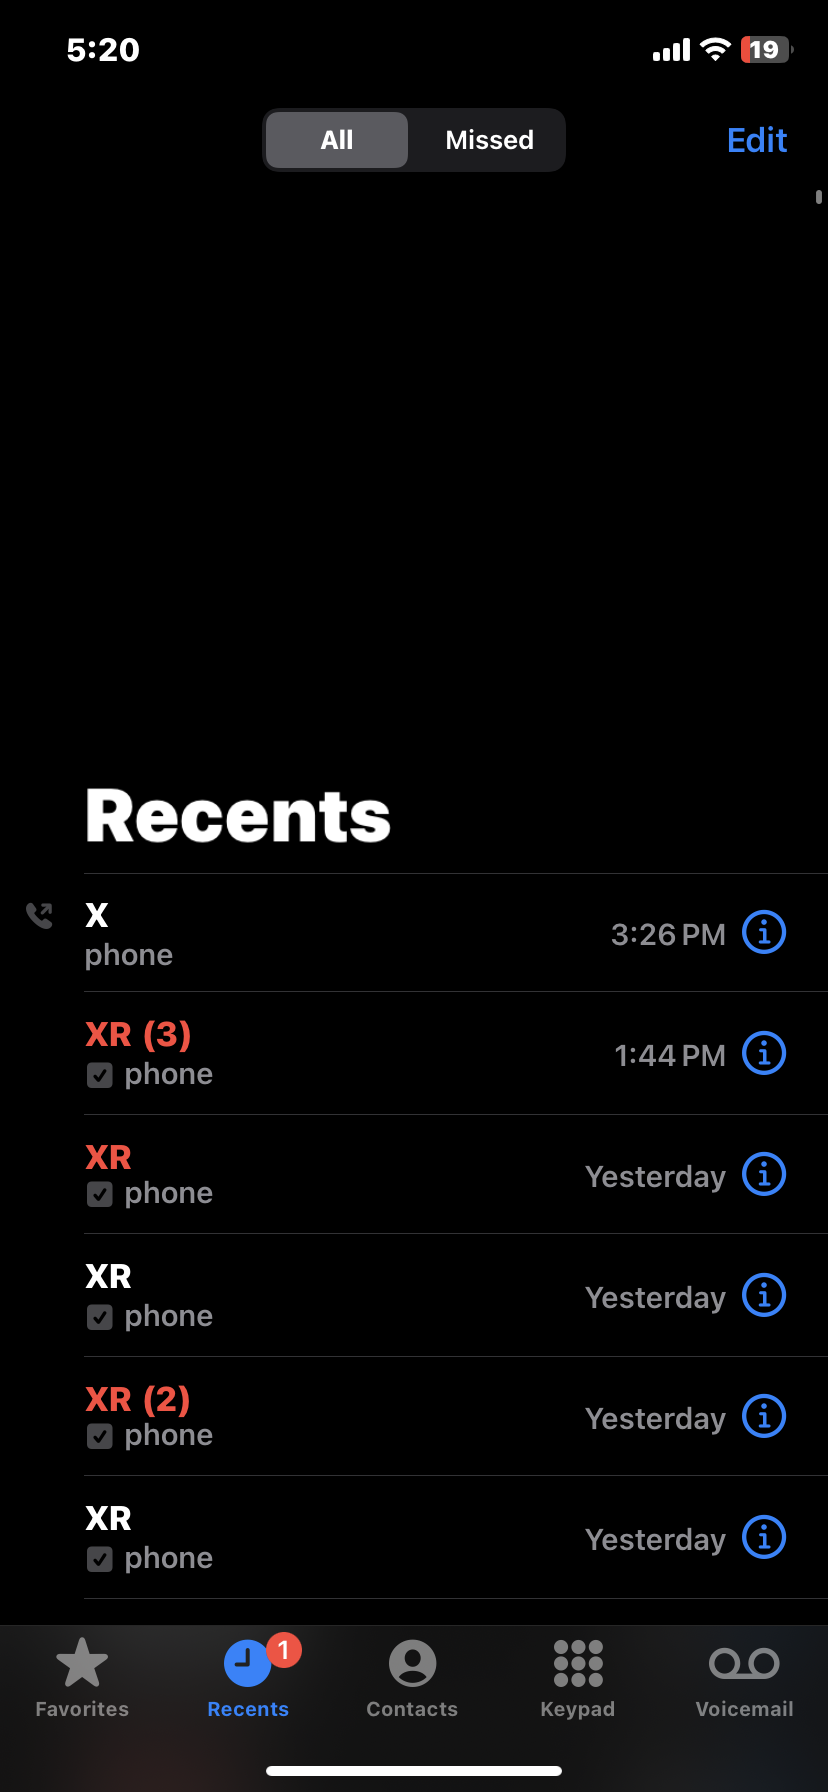 5:20
19
All Missed Edit
Recents
X
phone
3:26 PM
XR (3)
phone
1:44 PM
XR
phone
Yesterday
XR
phone
Yesterday
XR (2)
phone
Yesterday
XR
phone
Yesterday
1
Favorites Recents Contacts Keypad Voicemail